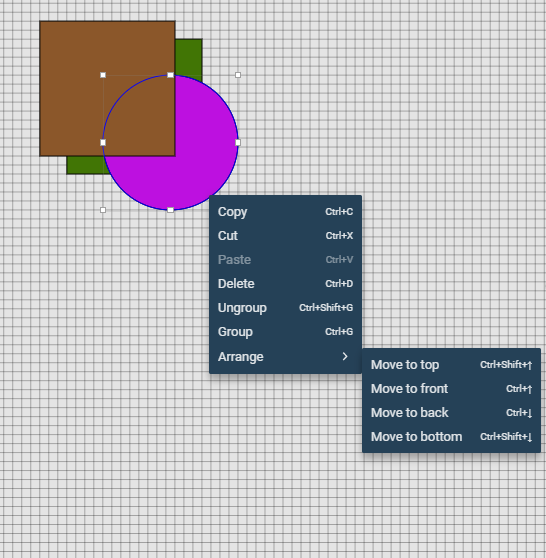 Copy Ctrl+C
Cut Ctrl+X
Paste Ctrl+V
Delete Ctrl+D
Ungroup Ctrl+Shift+G
Group Ctrl+G
Arrange
Move to top Ctrl+Shift+↑
Move to front Ctrl+↑
Move to back Ctrl+↓
Move to bottom Ctrl+Shift+↓